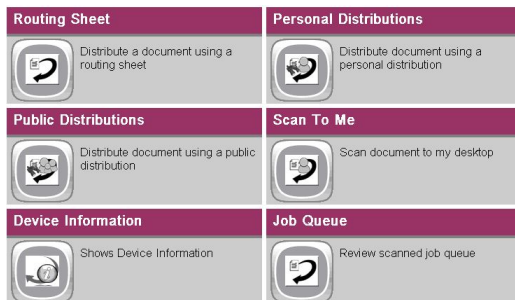 Routing Sheet
Distribute a document using a
routing sheet
Personal Distributions
Distribute document using a
personal distribution
Public Distributions
Distribute document using a public
distribution
Scan To Me
Scan document to my desktop
Device Information
Shows Device Information
Job Queue
Review scanned job queue